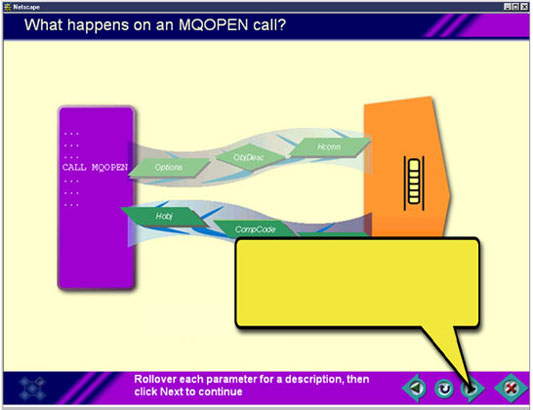 Netscape
What happens on an MQOPEN call?
...
...
...
CALL MQOPEN
...
...
...
Options
ObjDesc
Hconn
Hobj
CompCode
Rollover each parameter for a description, then
click Next to continue